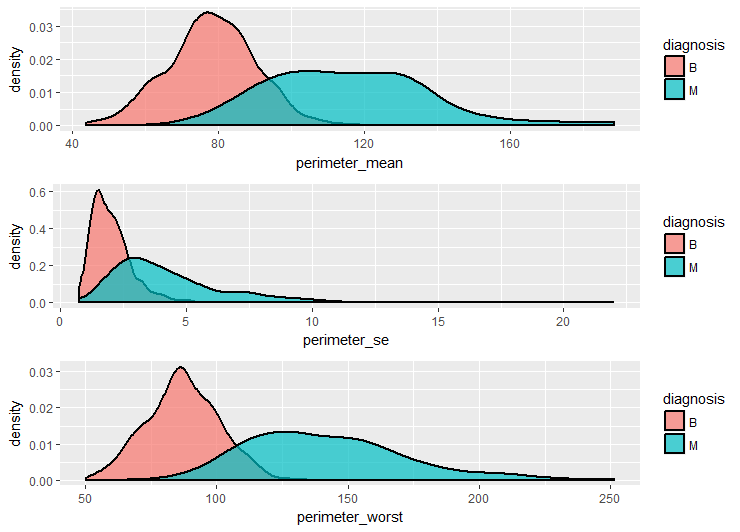 density
0.03
0.02
0.01
0.00
40
80
120
160
perimeter_mean
diagnosis
B
M
density
0.6
0.4
0.2
0.0
0
5
10
15
20
perimeter_se
diagnosis
B
M
density
0.03
0.02
0.01
0.00
50
100
150
200
250
perimeter_worst
diagnosis
B
M